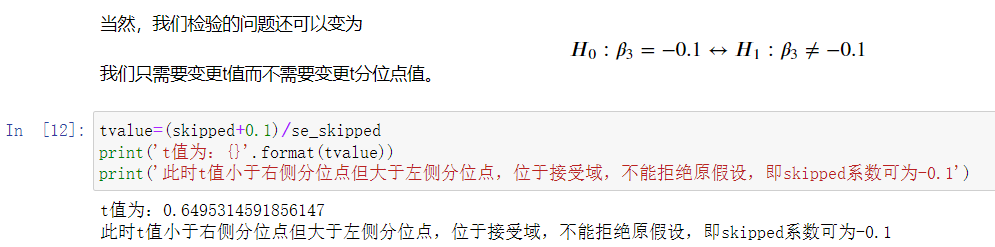 当然，我们检验的问题还可以变为
H₀ : β₃ = −0.1 ↔ H₁ : β₃ ≠ −0.1
我们只需要变更t值而不需要变更t分位点值。
In [12]: tvalue=(skipped+0.1)/se_skipped
print('t值为: {}'.format(tvalue))
print('此时t值小于右侧分位点但大于左侧分位点，位于接受域，不能拒绝原假设，即skipped系数可为-0.1')
t值为: 0.6495314591856147
此时t值小于右侧分位点但大于左侧分位点，位于接受域，不能拒绝原假设，即skipped系数可为-0.1